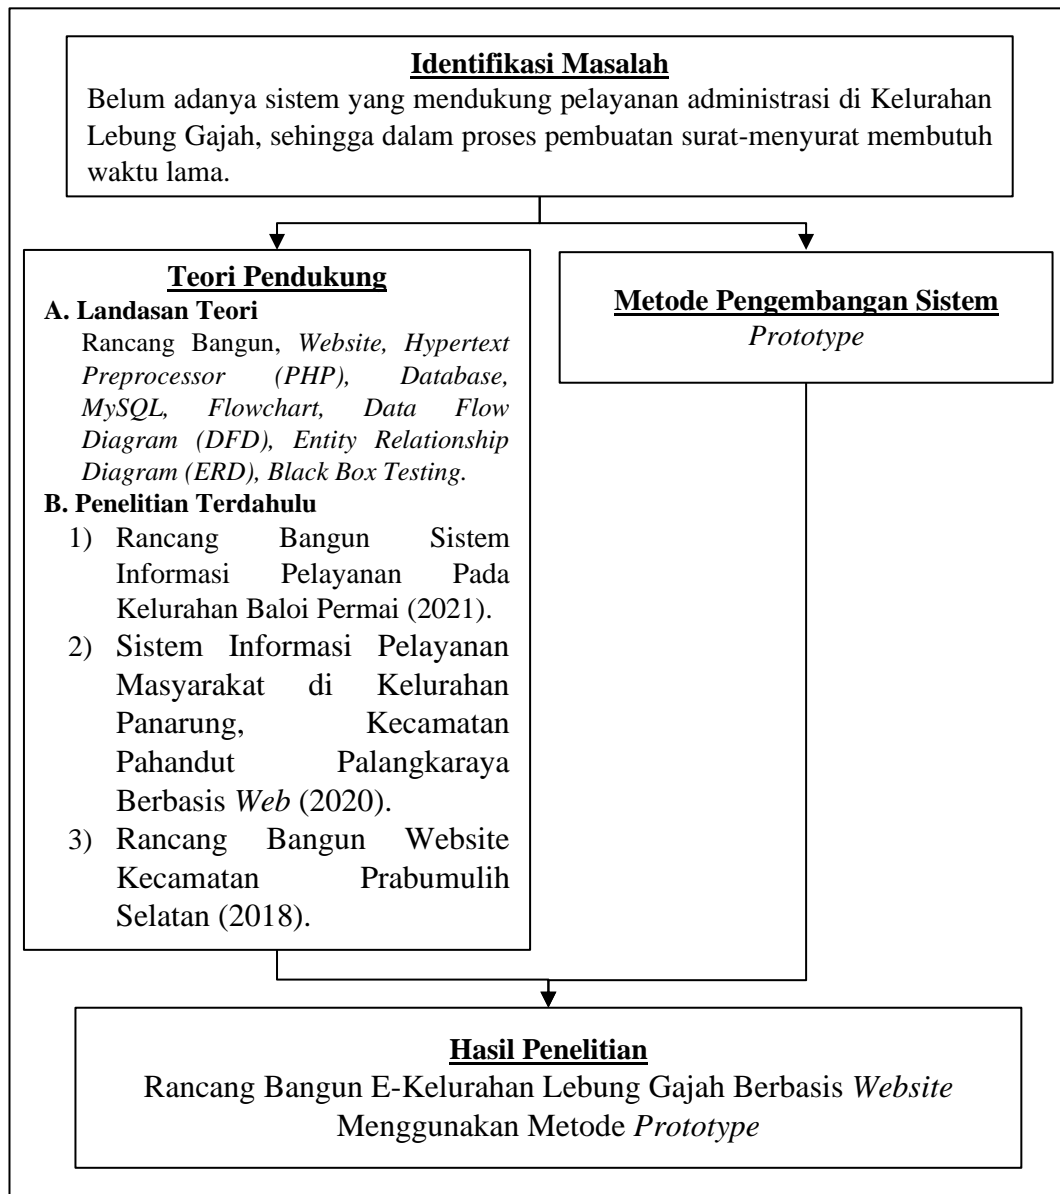 Identifikasi Masalah
Belum adanya sistem yang mendukung pelayanan administrasi di Kelurahan
Lebung Gajah, sehingga dalam proses pembuatan surat-menyurat membutuh
waktu lama.
Teori Pendukung
A. Landasan Teori
Rancang Bangun, Website, Hypertext
Preprocessor (PHP), Database,
MySQL, Flowchart, Data Flow
Diagram (DFD), Entity Relationship
Diagram (ERD), Black Box Testing.
B. Penelitian Terdahulu
1) Rancang Bangun Sistem
Informasi Pelayanan Pada
Kelurahan Baloi Permai (2021).
2) Sistem Informasi Pelayanan
Masyarakat di Kelurahan
Panarung, Kecamatan
Pahandut Palangkaraya
Berbasis Web (2020).
3) Rancang Bangun Website
Kecamatan Prabumulih
Selatan (2018).
Metode Pengembangan Sistem
Prototype
Hasil Penelitian
Rancang Bangun E-Kelurahan Lebung Gajah Berbasis Website
Menggunakan Metode Prototype